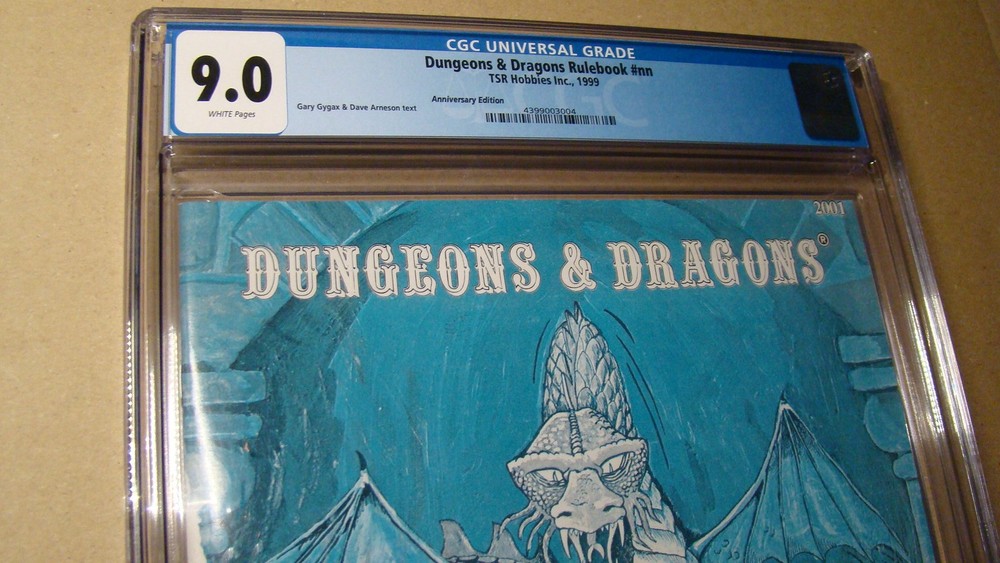 CGC UNIVERSAL GRADE
9.0
WHITE Pages
Dungeons & Dragons Rulebook #nn
TSR Hobbies Inc., 1999
Gary Gygax & Dave Arneson text
Anniversary Edition
4399003004
CGC
2001
DUNGEONS & DRAGONS®